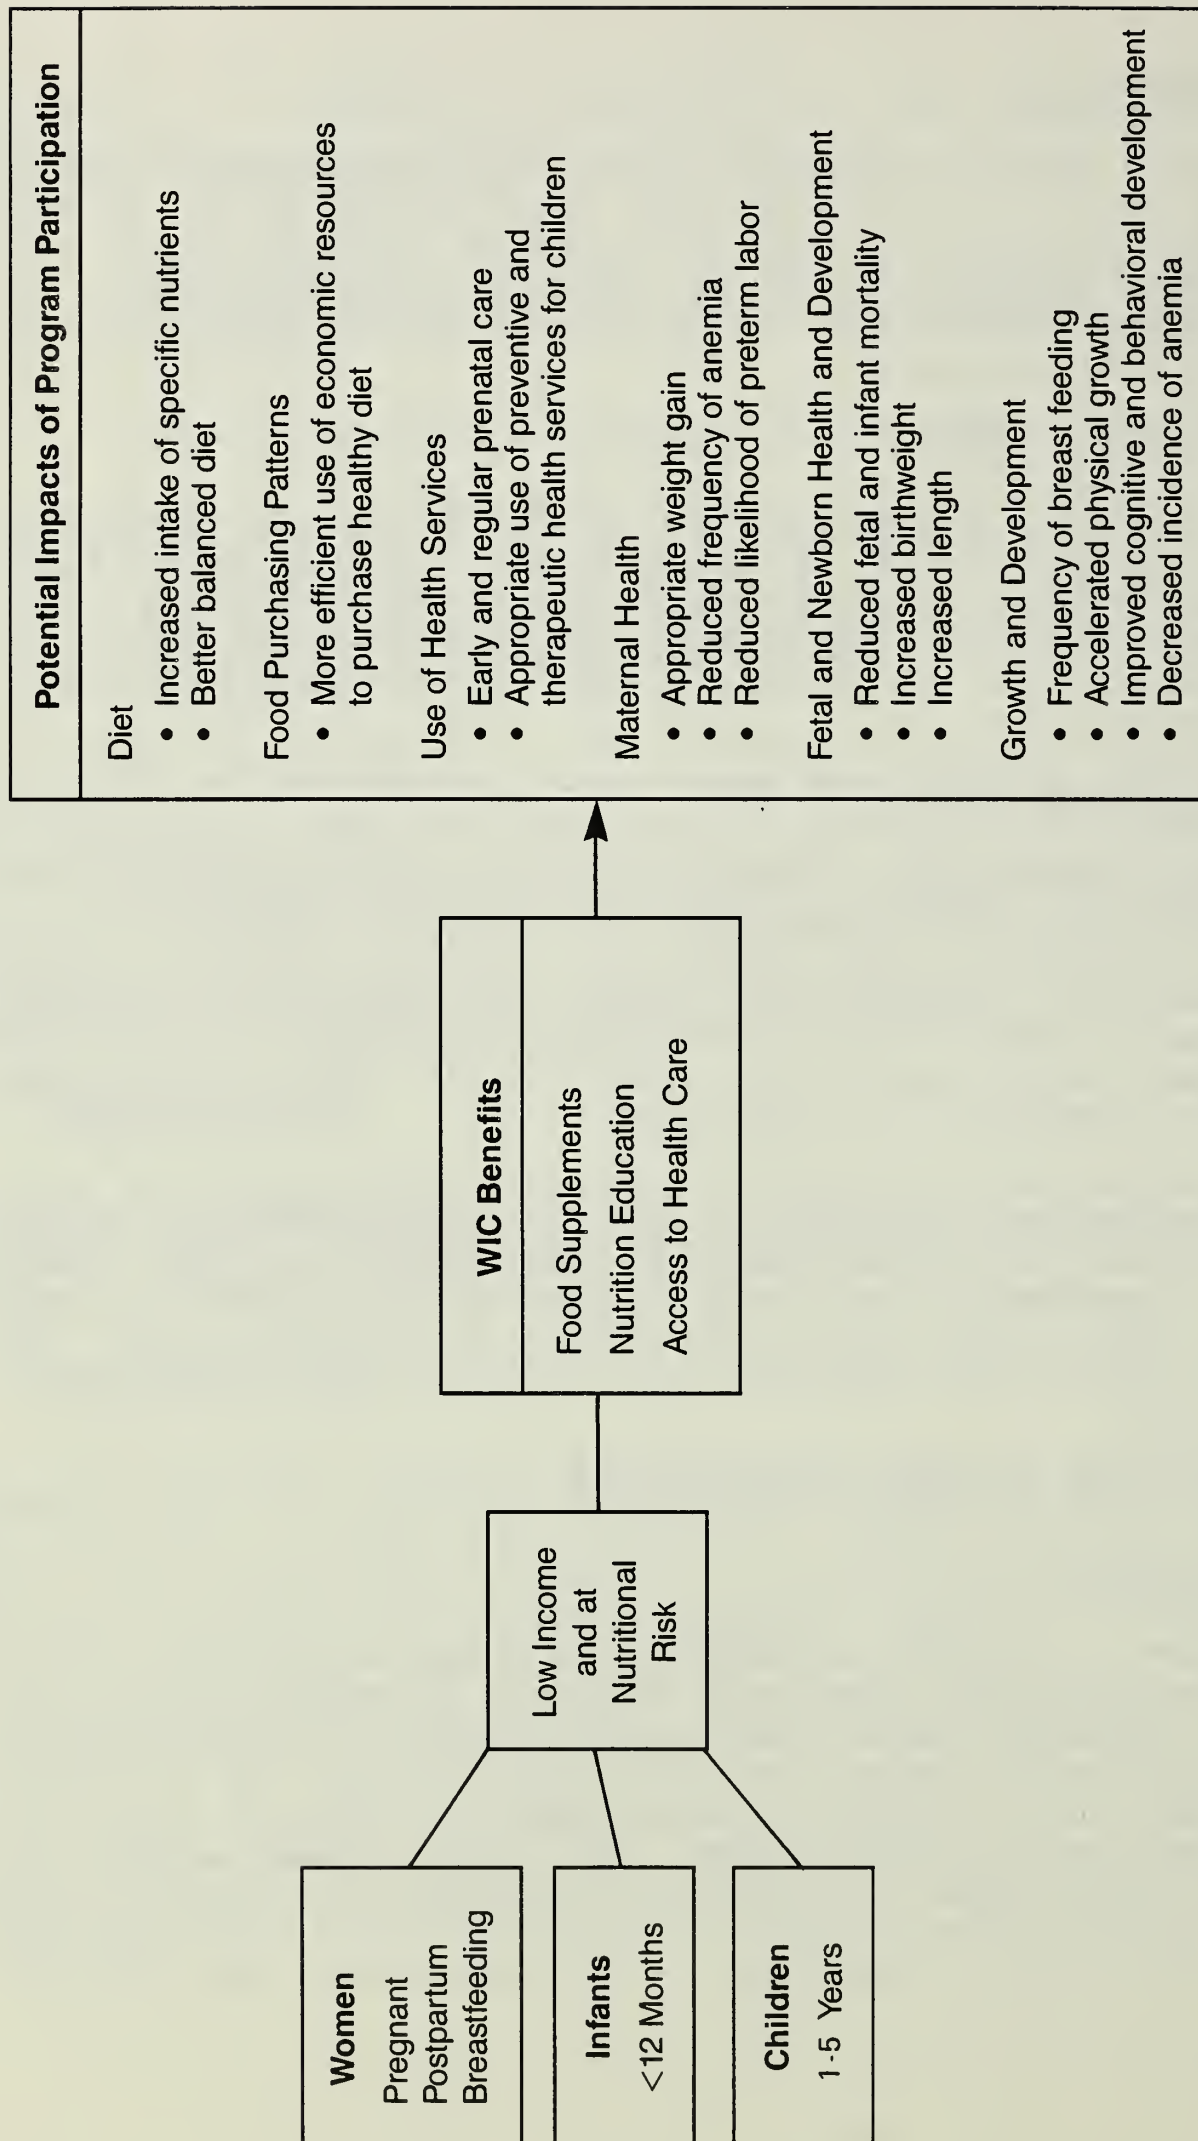 Women
Pregnant
Postpartum
Breastfeeding
Infants
<12 Months
Children
1-5 Years
Low Income
and at
Nutritional
Risk
WIC Benefits
Food Supplements
Nutrition Education
Access to Health Care
Potential Impacts of Program Participation
Diet
• Increased intake of specific nutrients
• Better balanced diet
Food Purchasing Patterns
• More efficient use of economic resources
to purchase healthy diet
Use of Health Services
• Early and regular prenatal care
• Appropriate use of preventive and
therapeutic health services for children
Maternal Health
• Appropriate weight gain
• Reduced frequency of anemia
• Reduced likelihood of preterm labor
Fetal and Newborn Health and Development
• Reduced fetal and infant mortality
• Increased birthweight
• Increased length
Growth and Development
• Frequency of breast feeding
• Accelerated physical growth
• Improved cognitive and behavioral development
• Decreased incidence of anemia